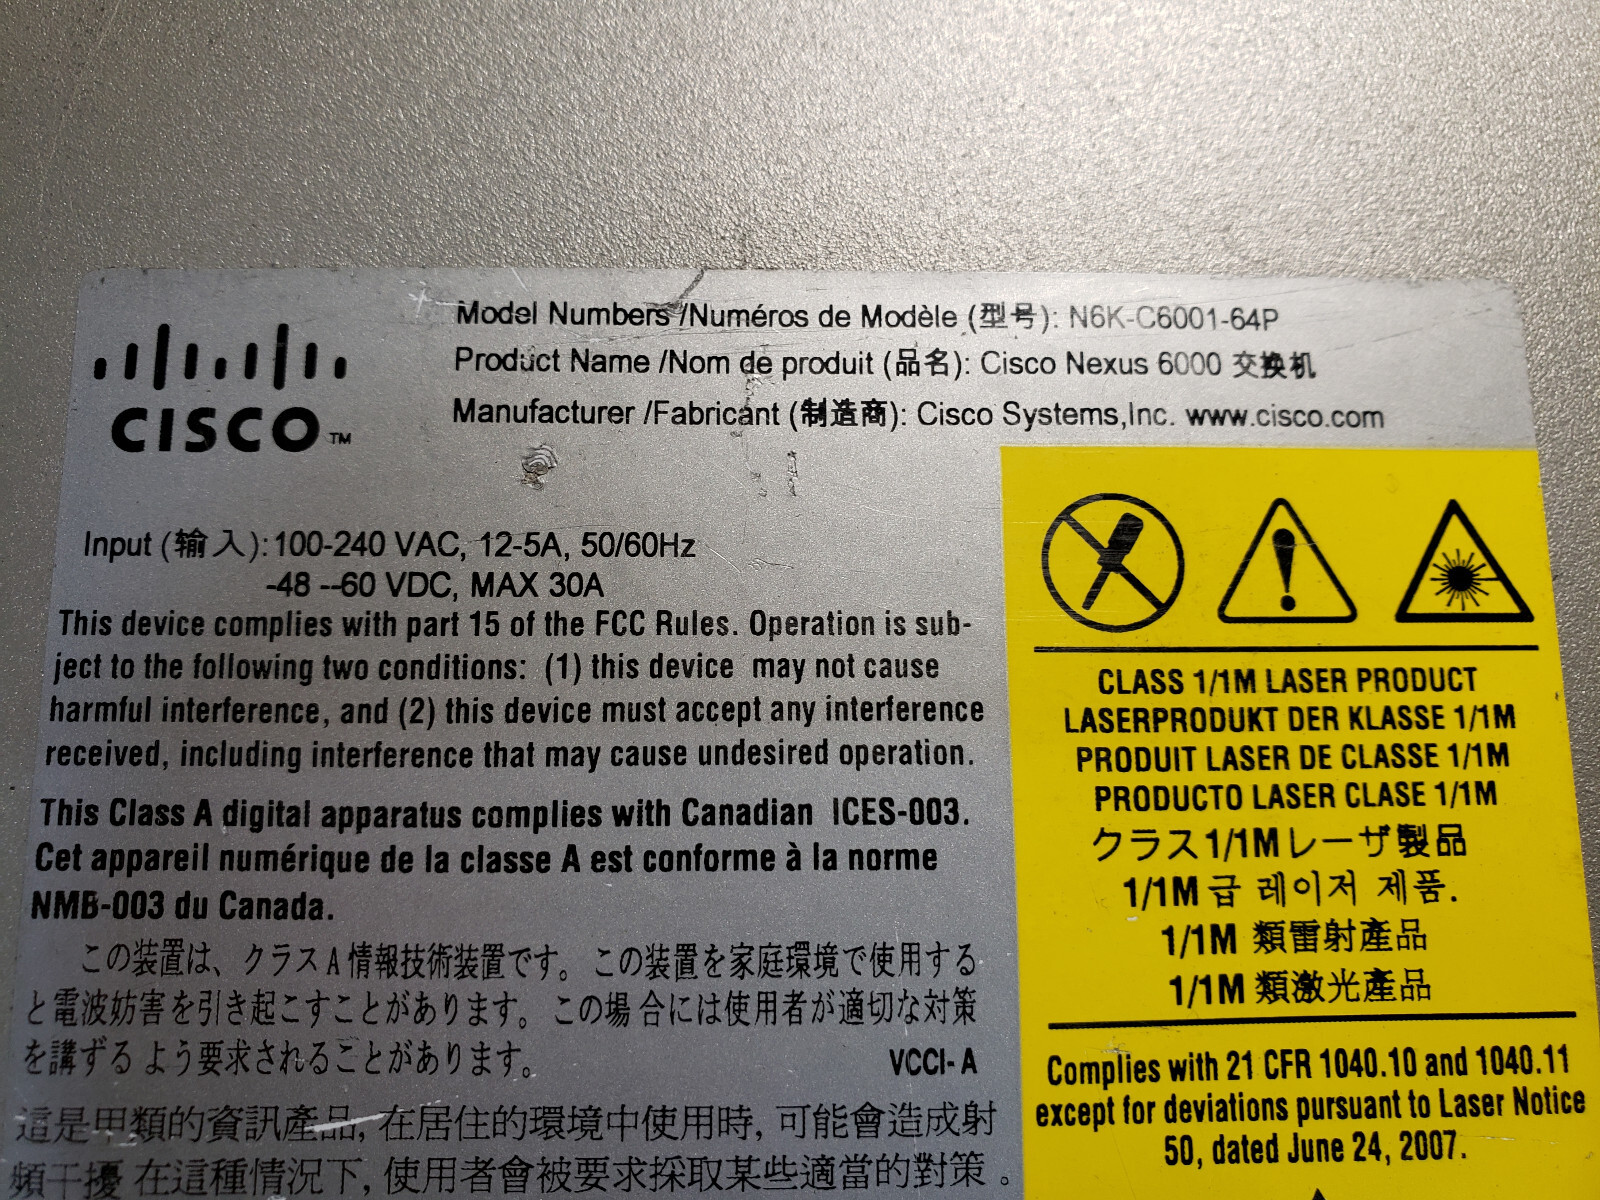 Model Numbers /Numéros de Modèle (型号): N6K-C6001-64P
Product Name /Nom de produit (品名): Cisco Nexus 6000 交换机
Manufacturer /Fabricant (制造商): Cisco Systems,Inc. www.cisco.com
CISCO™
Input (输入): 100-240 VAC, 12-5A, 50/60Hz
-48 --60 VDC, MAX 30A
This device complies with part 15 of the FCC Rules. Operation is sub-
ject to the following two conditions: (1) this device may not cause
harmful interference, and (2) this device must accept any interference
received, including interference that may cause undesired operation.
This Class A digital apparatus complies with Canadian ICES-003.
Cet appareil numérique de la classe A est conforme à la norme
NMB-003 du Canada.
この装置は、クラスA情報技術装置です。この装置を家庭環境で使用する
と電波妨害を引き起こすことがあります。この場合には使用者が適切な対策
を講ずるよう要求されることがあります。 VCCI-A
這是甲類的資訊產品, 在居住的環境中使用時, 可能會造成射
頻干擾 在這種情況下, 使用者會被要求採取某些適當的對策。
CLASS 1/1M LASER PRODUCT
LASERPRODUKT DER KLASSE 1/1M
PRODUIT LASER DE CLASSE 1/1M
PRODUCTO LASER CLASE 1/1M
クラス1/1Mレーザ製品
1/1M 급 레이저 제품.
1/1M 類雷射產品
1/1M 類激光產品
Complies with 21 CFR 1040.10 and 1040.11
except for deviations pursuant to Laser Notice
50, dated June 24, 2007.